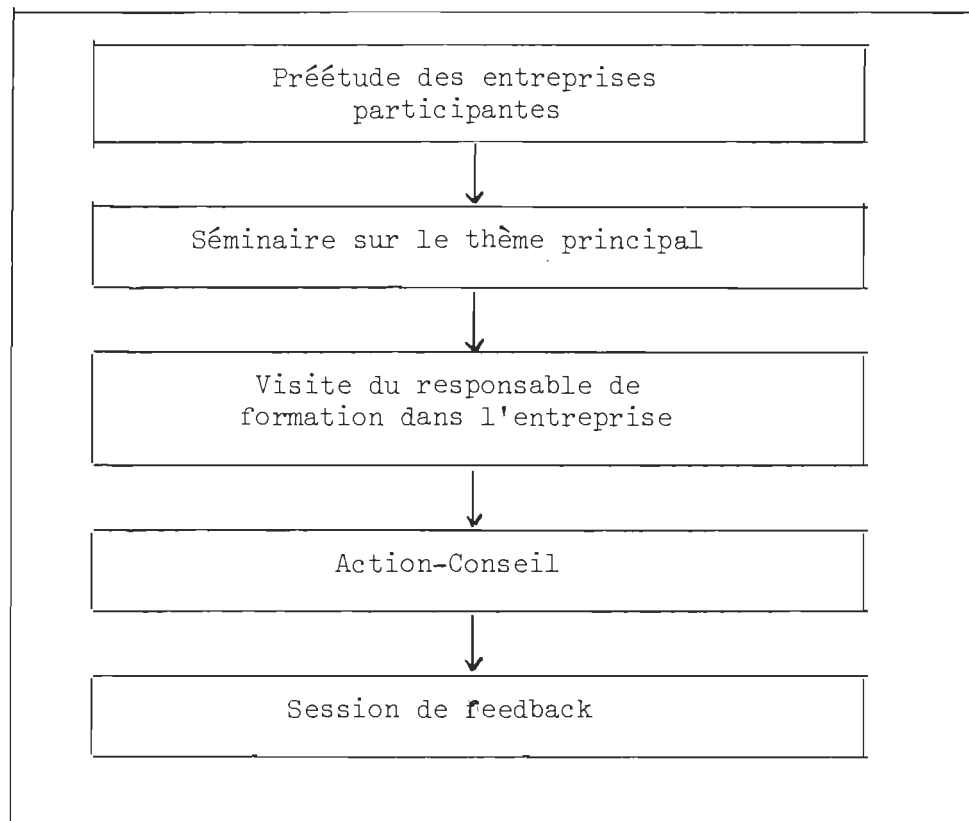 Préétude des entreprises
participantes
Séminaire sur le thème principal
Visite du responsable de
formation dans l'entreprise
Action-Conseil
Session de feedback